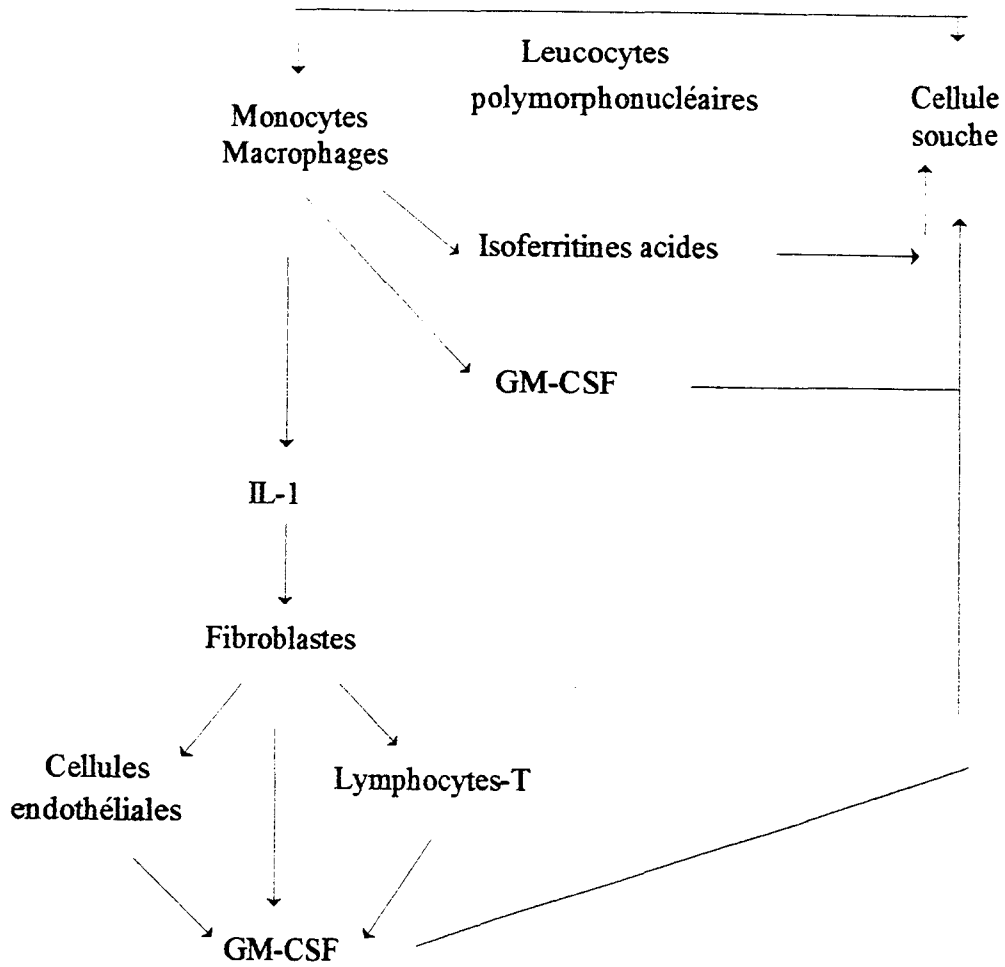 Leucocytes
polymorphonucléaires
Cellule
souche
Monocytes
Macrophages
Isoferritines acides
GM-CSF
IL-1
Fibroblastes
Cellules
endothéliales
Lymphocytes-T
GM-CSF